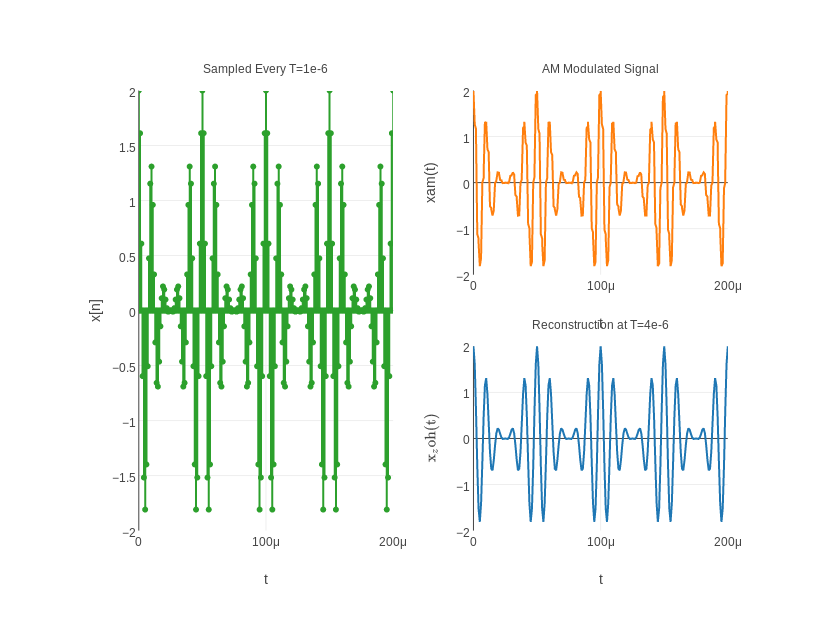 Sampled Every T=1e-6
2
1.5
1
0.5
0
−0.5
−1
−1.5
−2
0
100μ
200μ
x[n]
t
AM Modulated Signal
2
1
0
−1
−2
0
100μ
200μ
xam(t)
t
Reconstruction at T=4e-6
2
1
0
−1
−2
0
100μ
200μ
x_zoh(t)
t